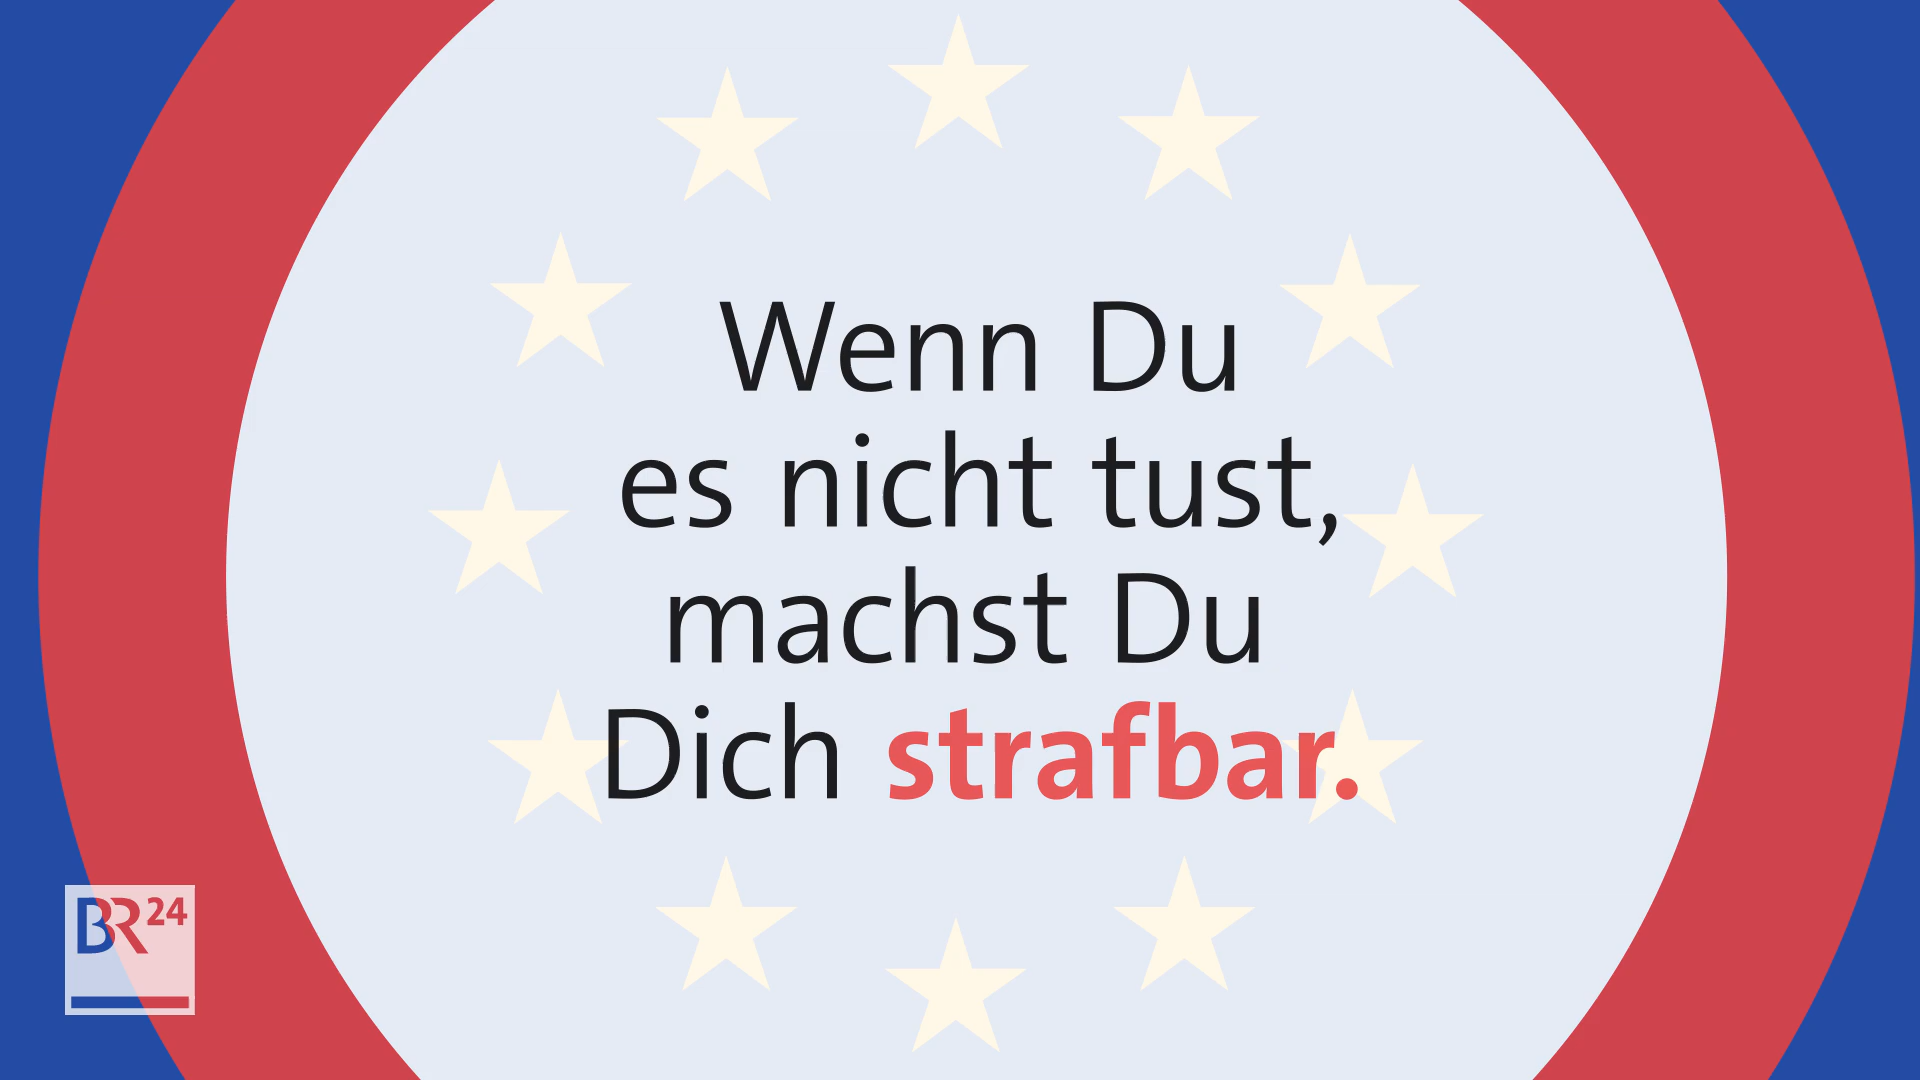 Wenn Du
es nicht tust,
machst Du
Dich strafbar.
BR24